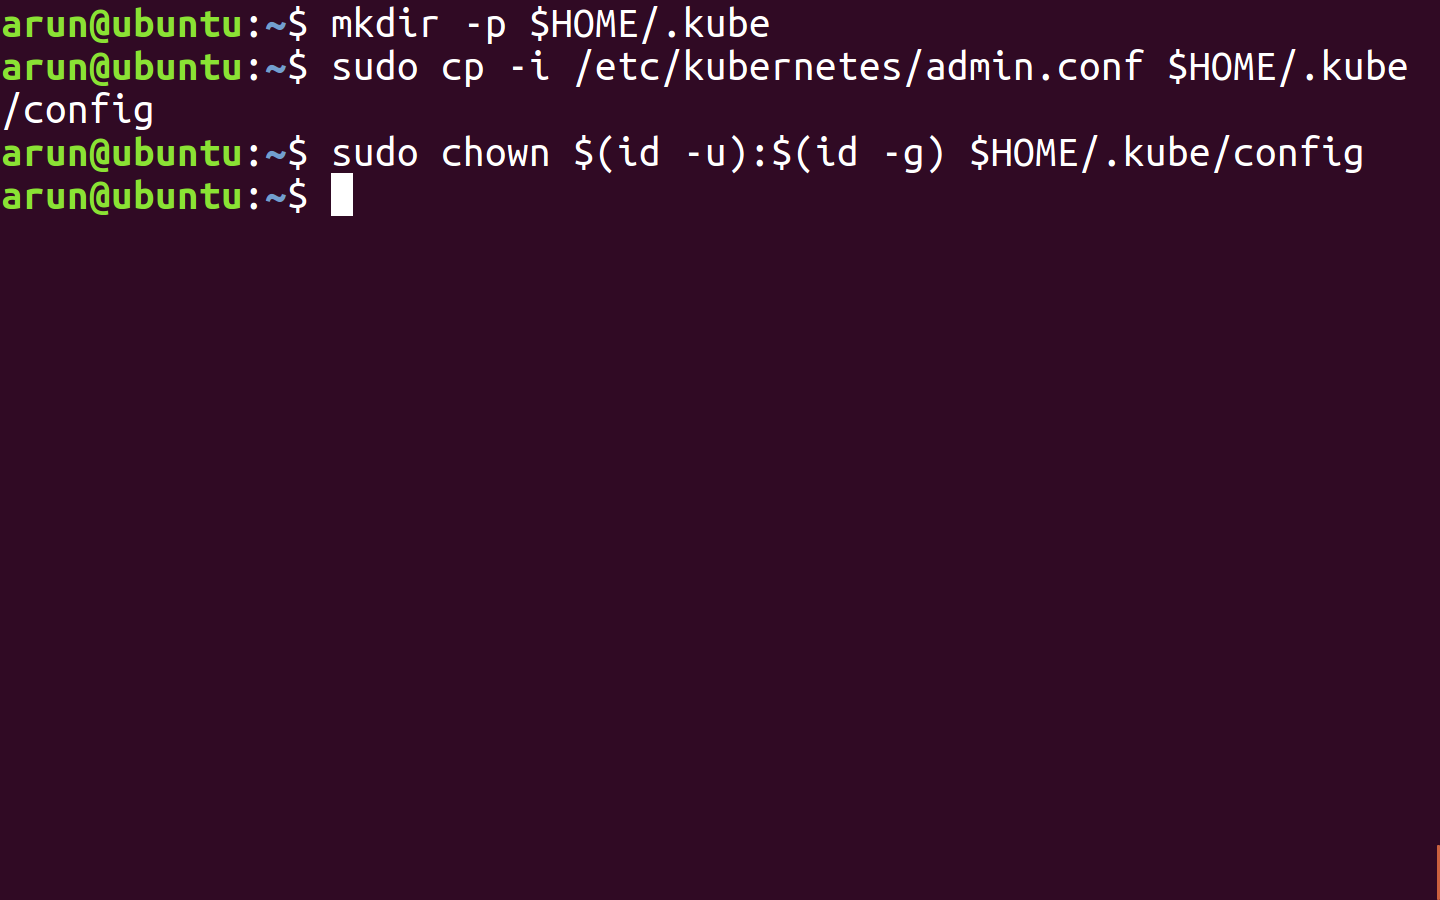 arun@ubuntu:~$ mkdir -p $HOME/.kube
arun@ubuntu:~$ sudo cp -i /etc/kubernetes/admin.conf $HOME/.kube
/config
arun@ubuntu:~$ sudo chown $(id -u):$(id -g) $HOME/.kube/config
arun@ubuntu:~$